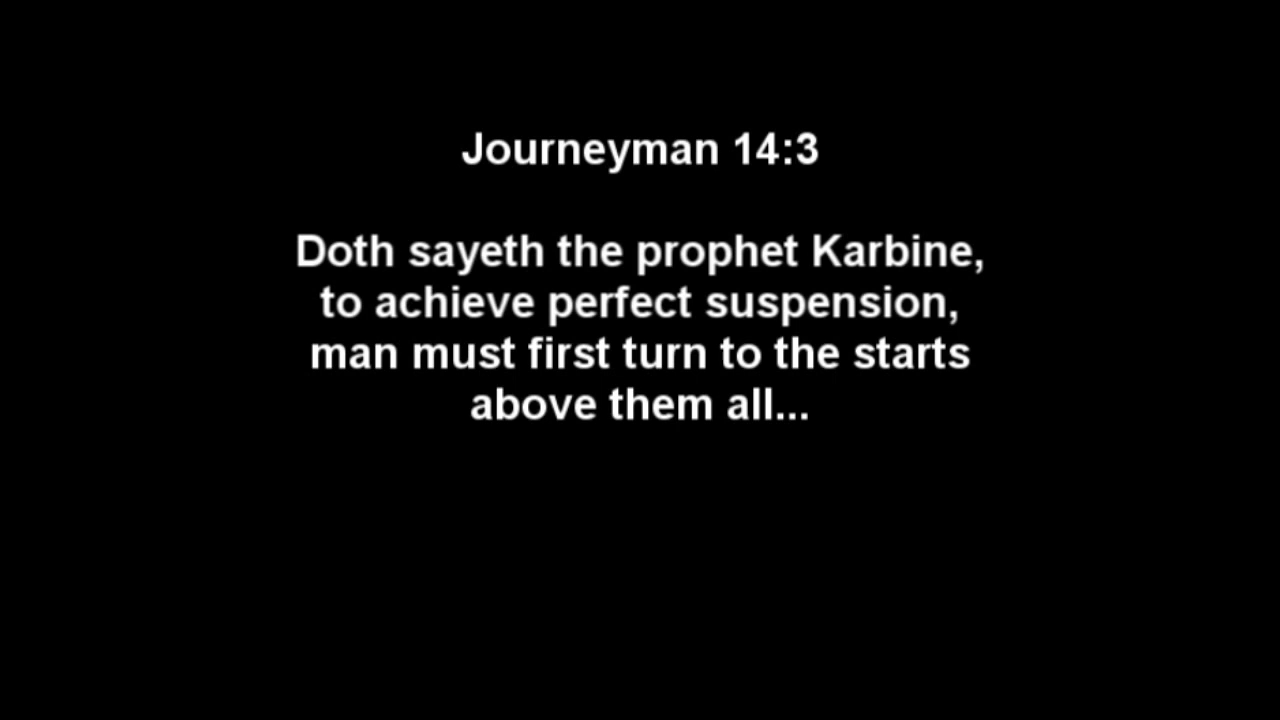 Journeyman 14:3
Doth sayeth the prophet Karbine,
to achieve perfect suspension,
man must first turn to the starts
above them all...